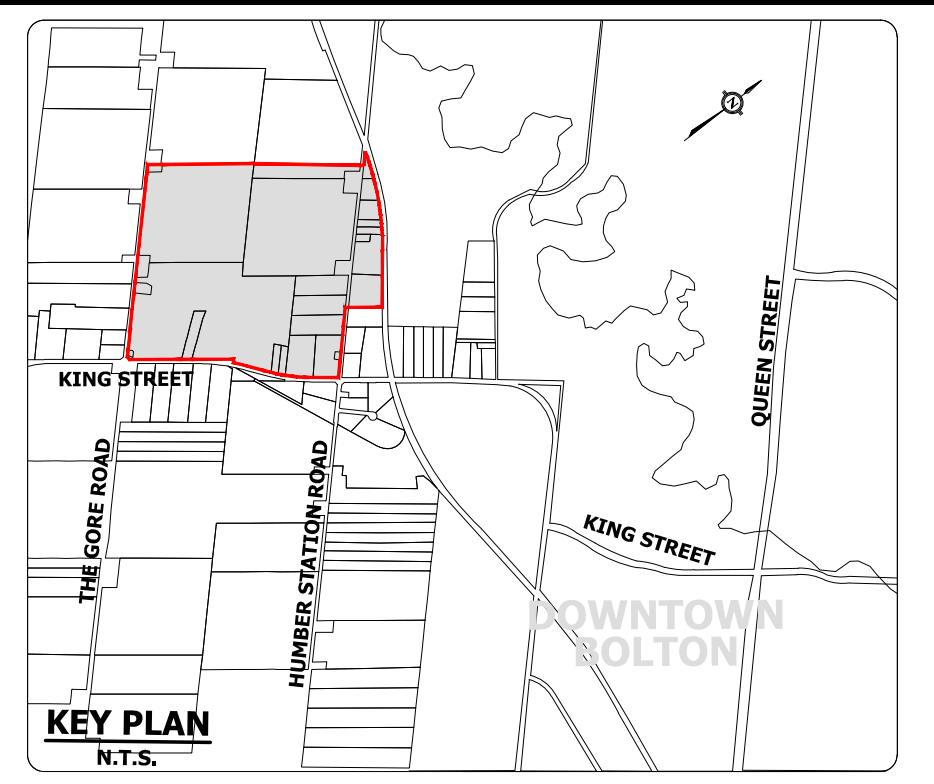 N
QUEEN STREET
KING STREET
THE GORE ROAD
HUMBER STATION ROAD
KING STREET
DOWNTOWN
BOLTON
KEY PLAN
N.T.S.